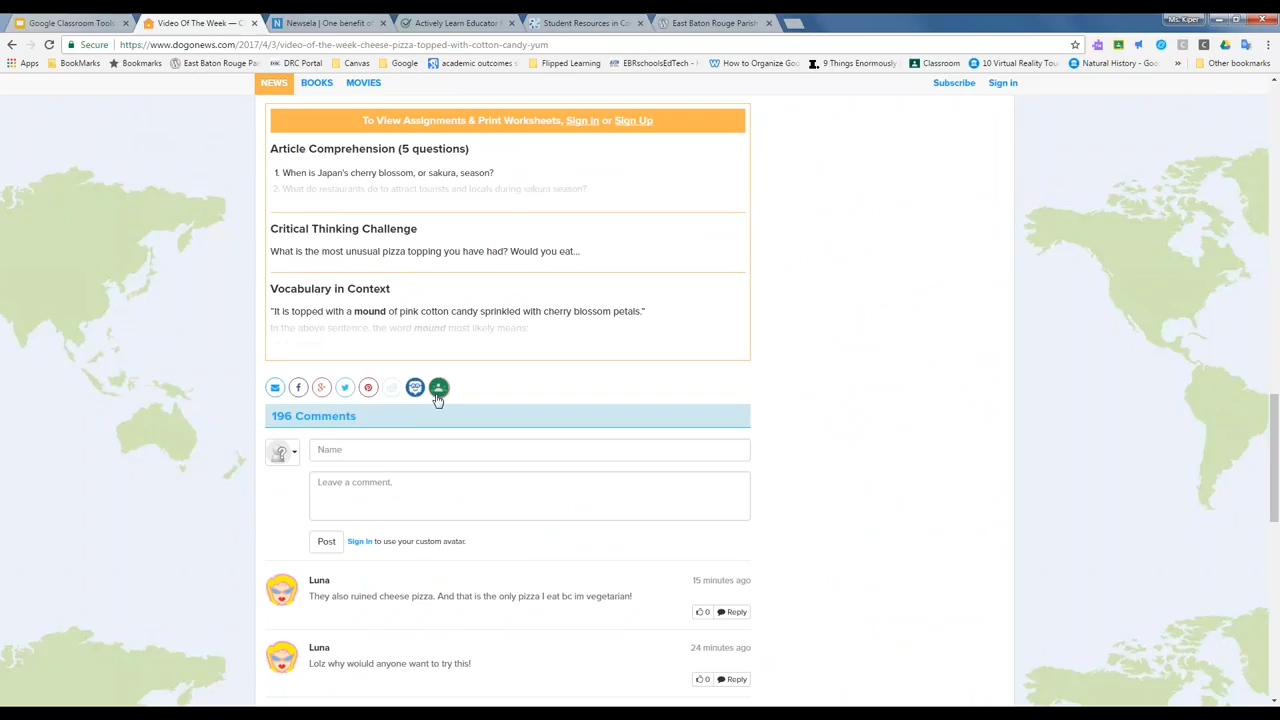 Ms. Kiper
Google Classroom Tools
Video Of The Week — C
Newsela | One benefit of
Actively Learn Educator
Student Resources in Co
East Baton Rouge Parish
Secure
https://www.dogonews.com/2017/4/3/video-of-the-week-cheese-pizza-topped-with-cotton-candy-yum
Apps
BookMarks
Bookmarks
East Baton Rouge Par
DRC Portal
Canvas
Google
academic outcomes s
Flipped Learning
EBRschoolsEdTech -
How to Organize Goo
9 Things Enormously
Classroom
10 Virtual Reality Tou
Natural History - Goo
»
Other bookmarks
NEWS BOOKS MOVIES
Subscribe Sign in
To View Assignments & Print Worksheets, Sign in or Sign Up
Article Comprehension (5 questions)
1. When is Japan's cherry blossom, or sakura, season?
2. What do restaurants do to attract tourists and locals during sakura season?
Critical Thinking Challenge
What is the most unusual pizza topping you have had? Would you eat...
Vocabulary in Context
"It is topped with a mound of pink cotton candy sprinkled with cherry blossom petals."
In the above sentence, the word mound most likely means:
196 Comments
Name
Leave a comment.
Post
Sign in to use your custom avatar.
Luna
15 minutes ago
They also ruined cheese pizza. And that is the only pizza I eat bc im vegetarian!
0 Reply
Luna
24 minutes ago
Lolz why woiuld anyone want to try this!
0 Reply